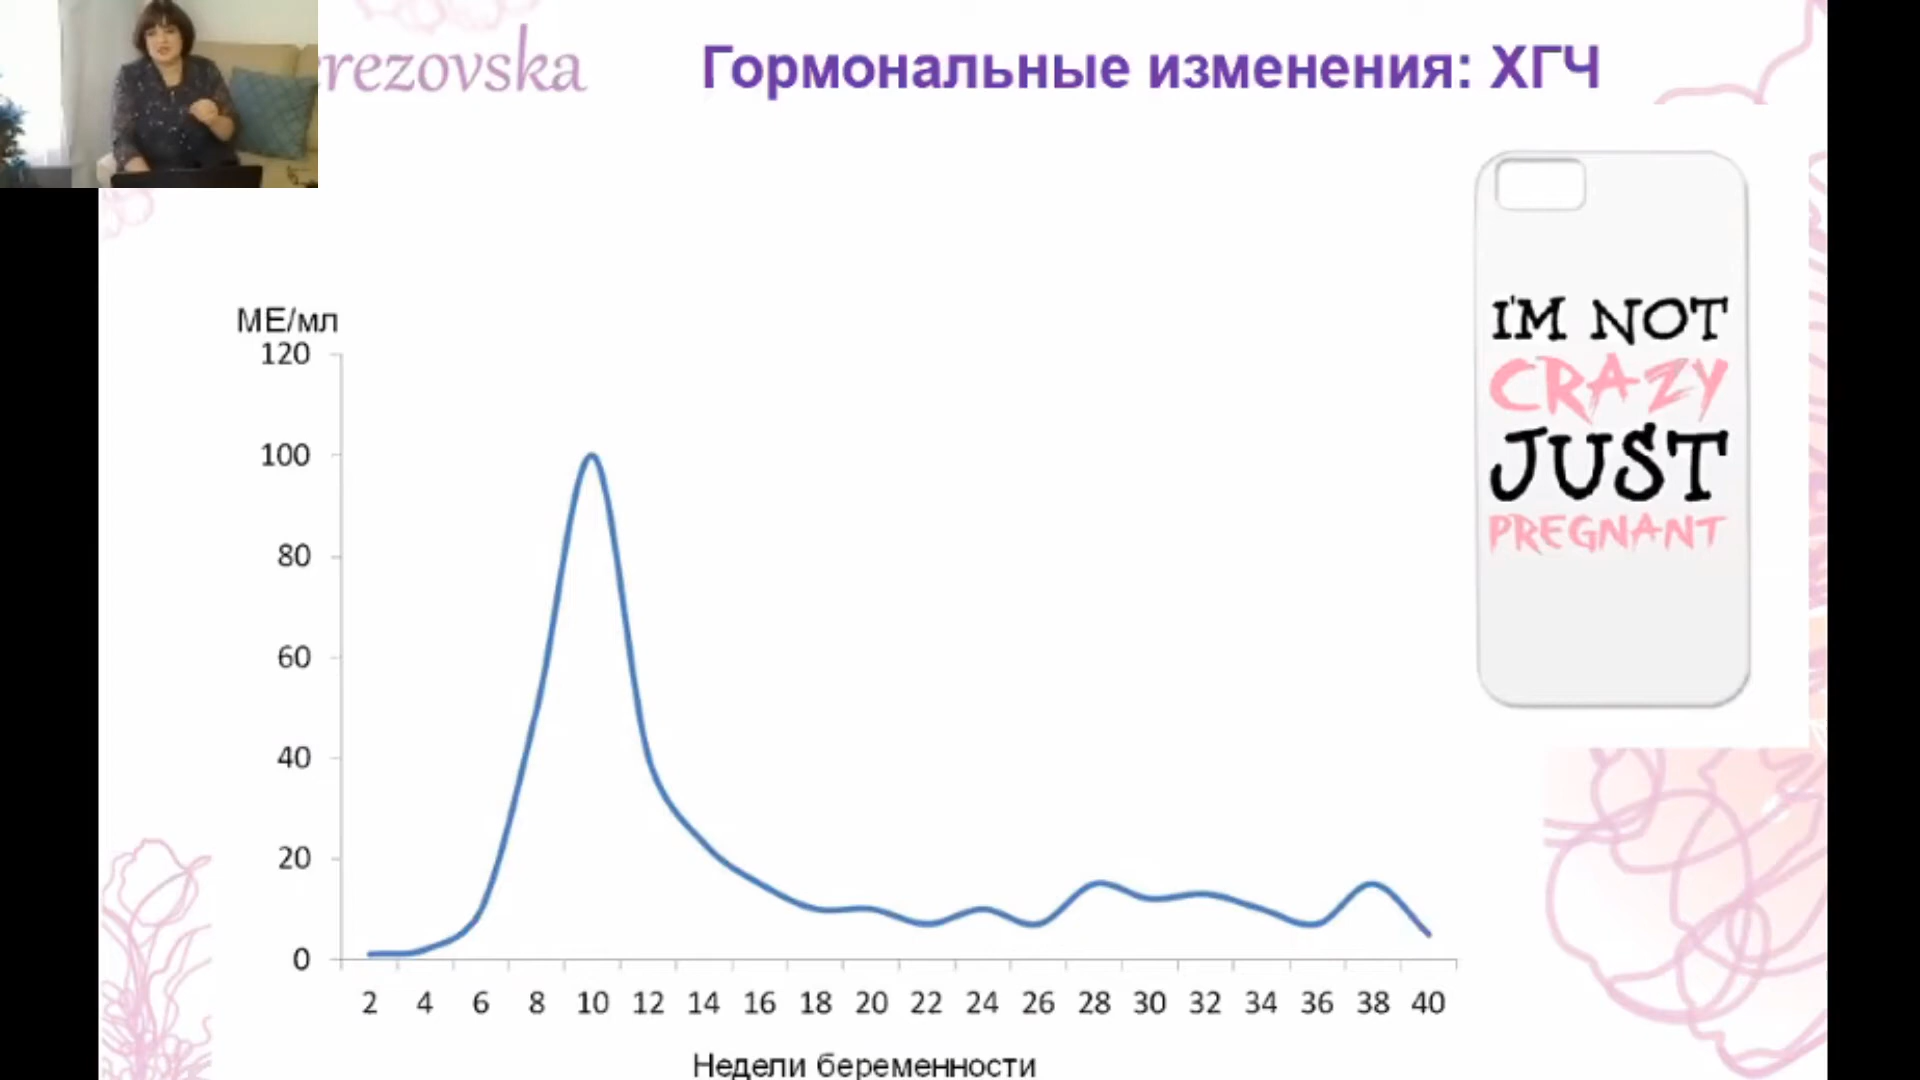 rezovska
Гормональные изменения: ХГЧ
МЕ/мл
120
100
80
60
40
20
0
2 4 6 8 10 12 14 16 18 20 22 24 26 28 30 32 34 36 38 40
Недели беременности
I'M NOT
CRAZY
JUST
PREGNANT